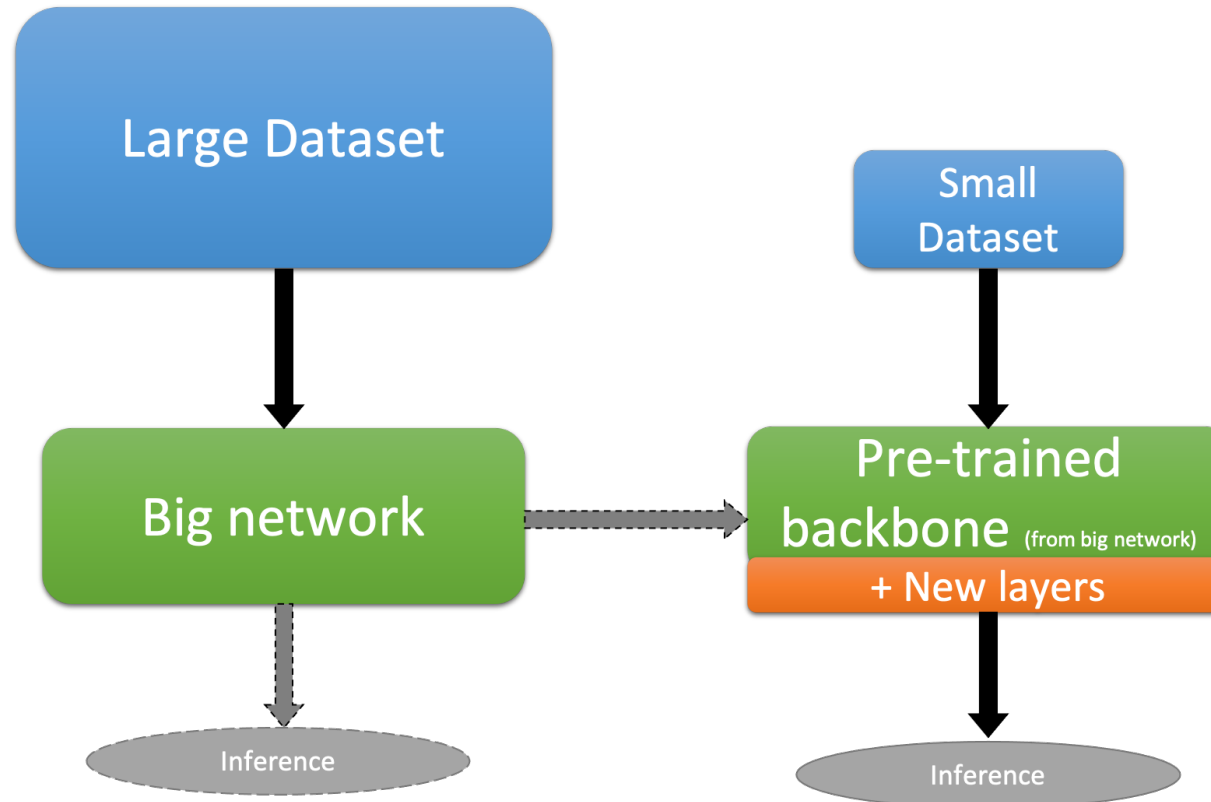 Large Dataset
Small
Dataset
Big network
Pre-trained
backbone (from big network)
+ New layers
Inference
Inference